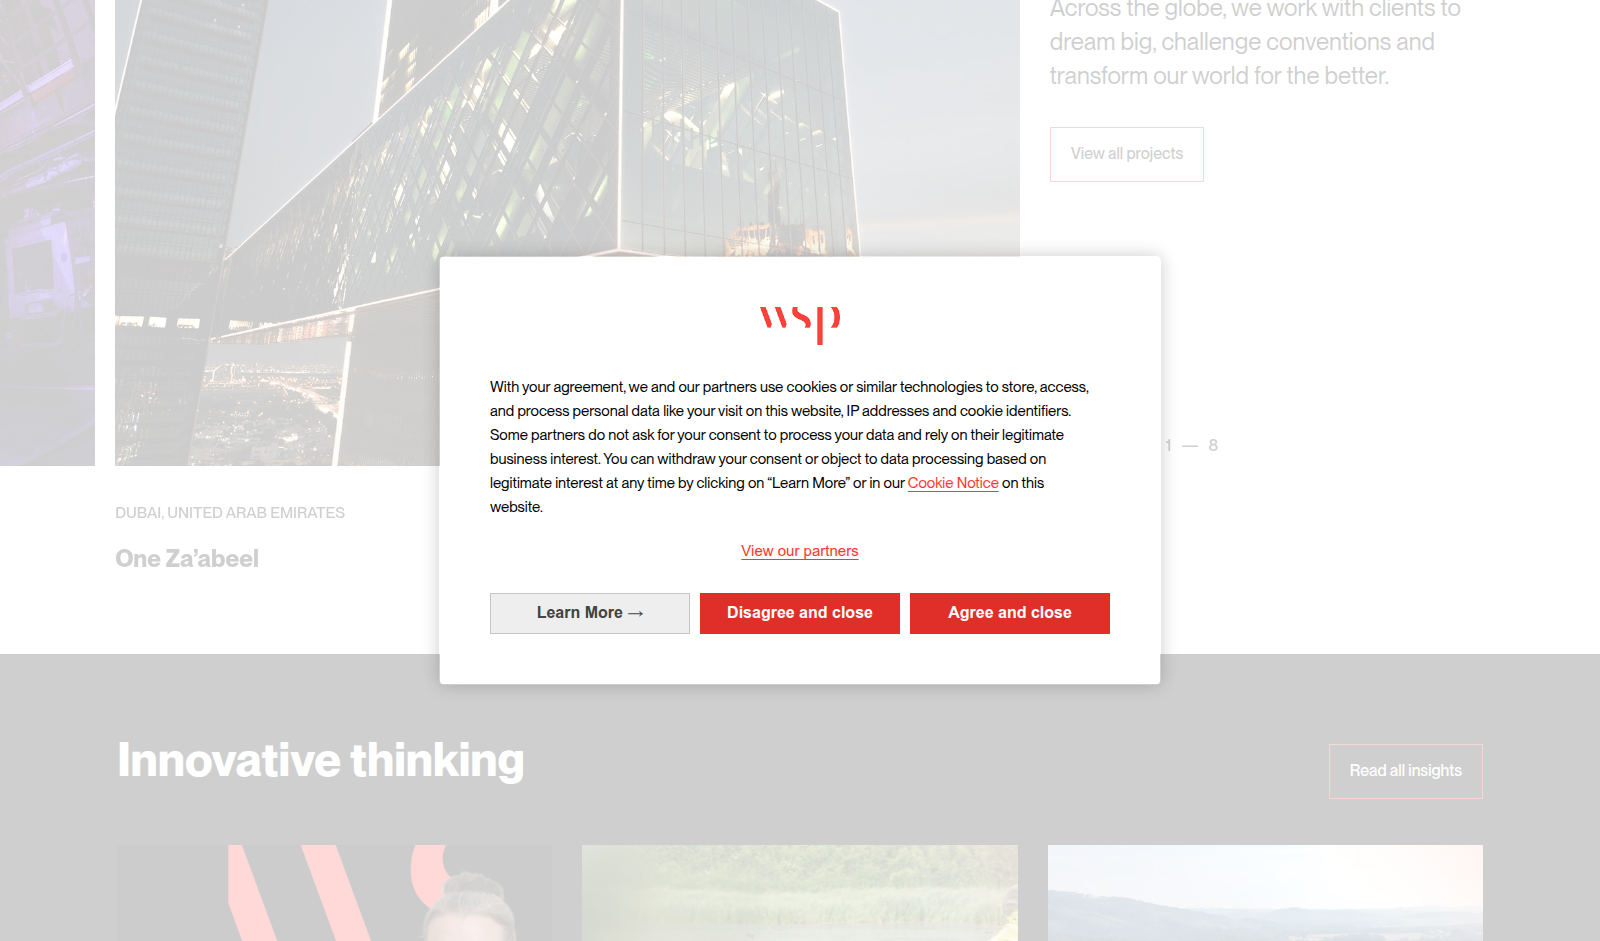 Across the globe, we work with clients to
dream big, challenge conventions and
transform our world for the better.
View all projects
wsp
With your agreement, we and our partners use cookies or similar technologies to store, access,
and process personal data like your visit on this website, IP addresses and cookie identifiers.
Some partners do not ask for your consent to process your data and rely on their legitimate
business interest. You can withdraw your consent or object to data processing based on
legitimate interest at any time by clicking on “Learn More” or in our Cookie Notice on this
website.
View our partners
Learn More →
Disagree and close
Agree and close
1 — 8
DUBAI, UNITED ARAB EMIRATES
One Za’abeel
Innovative thinking
Read all insights